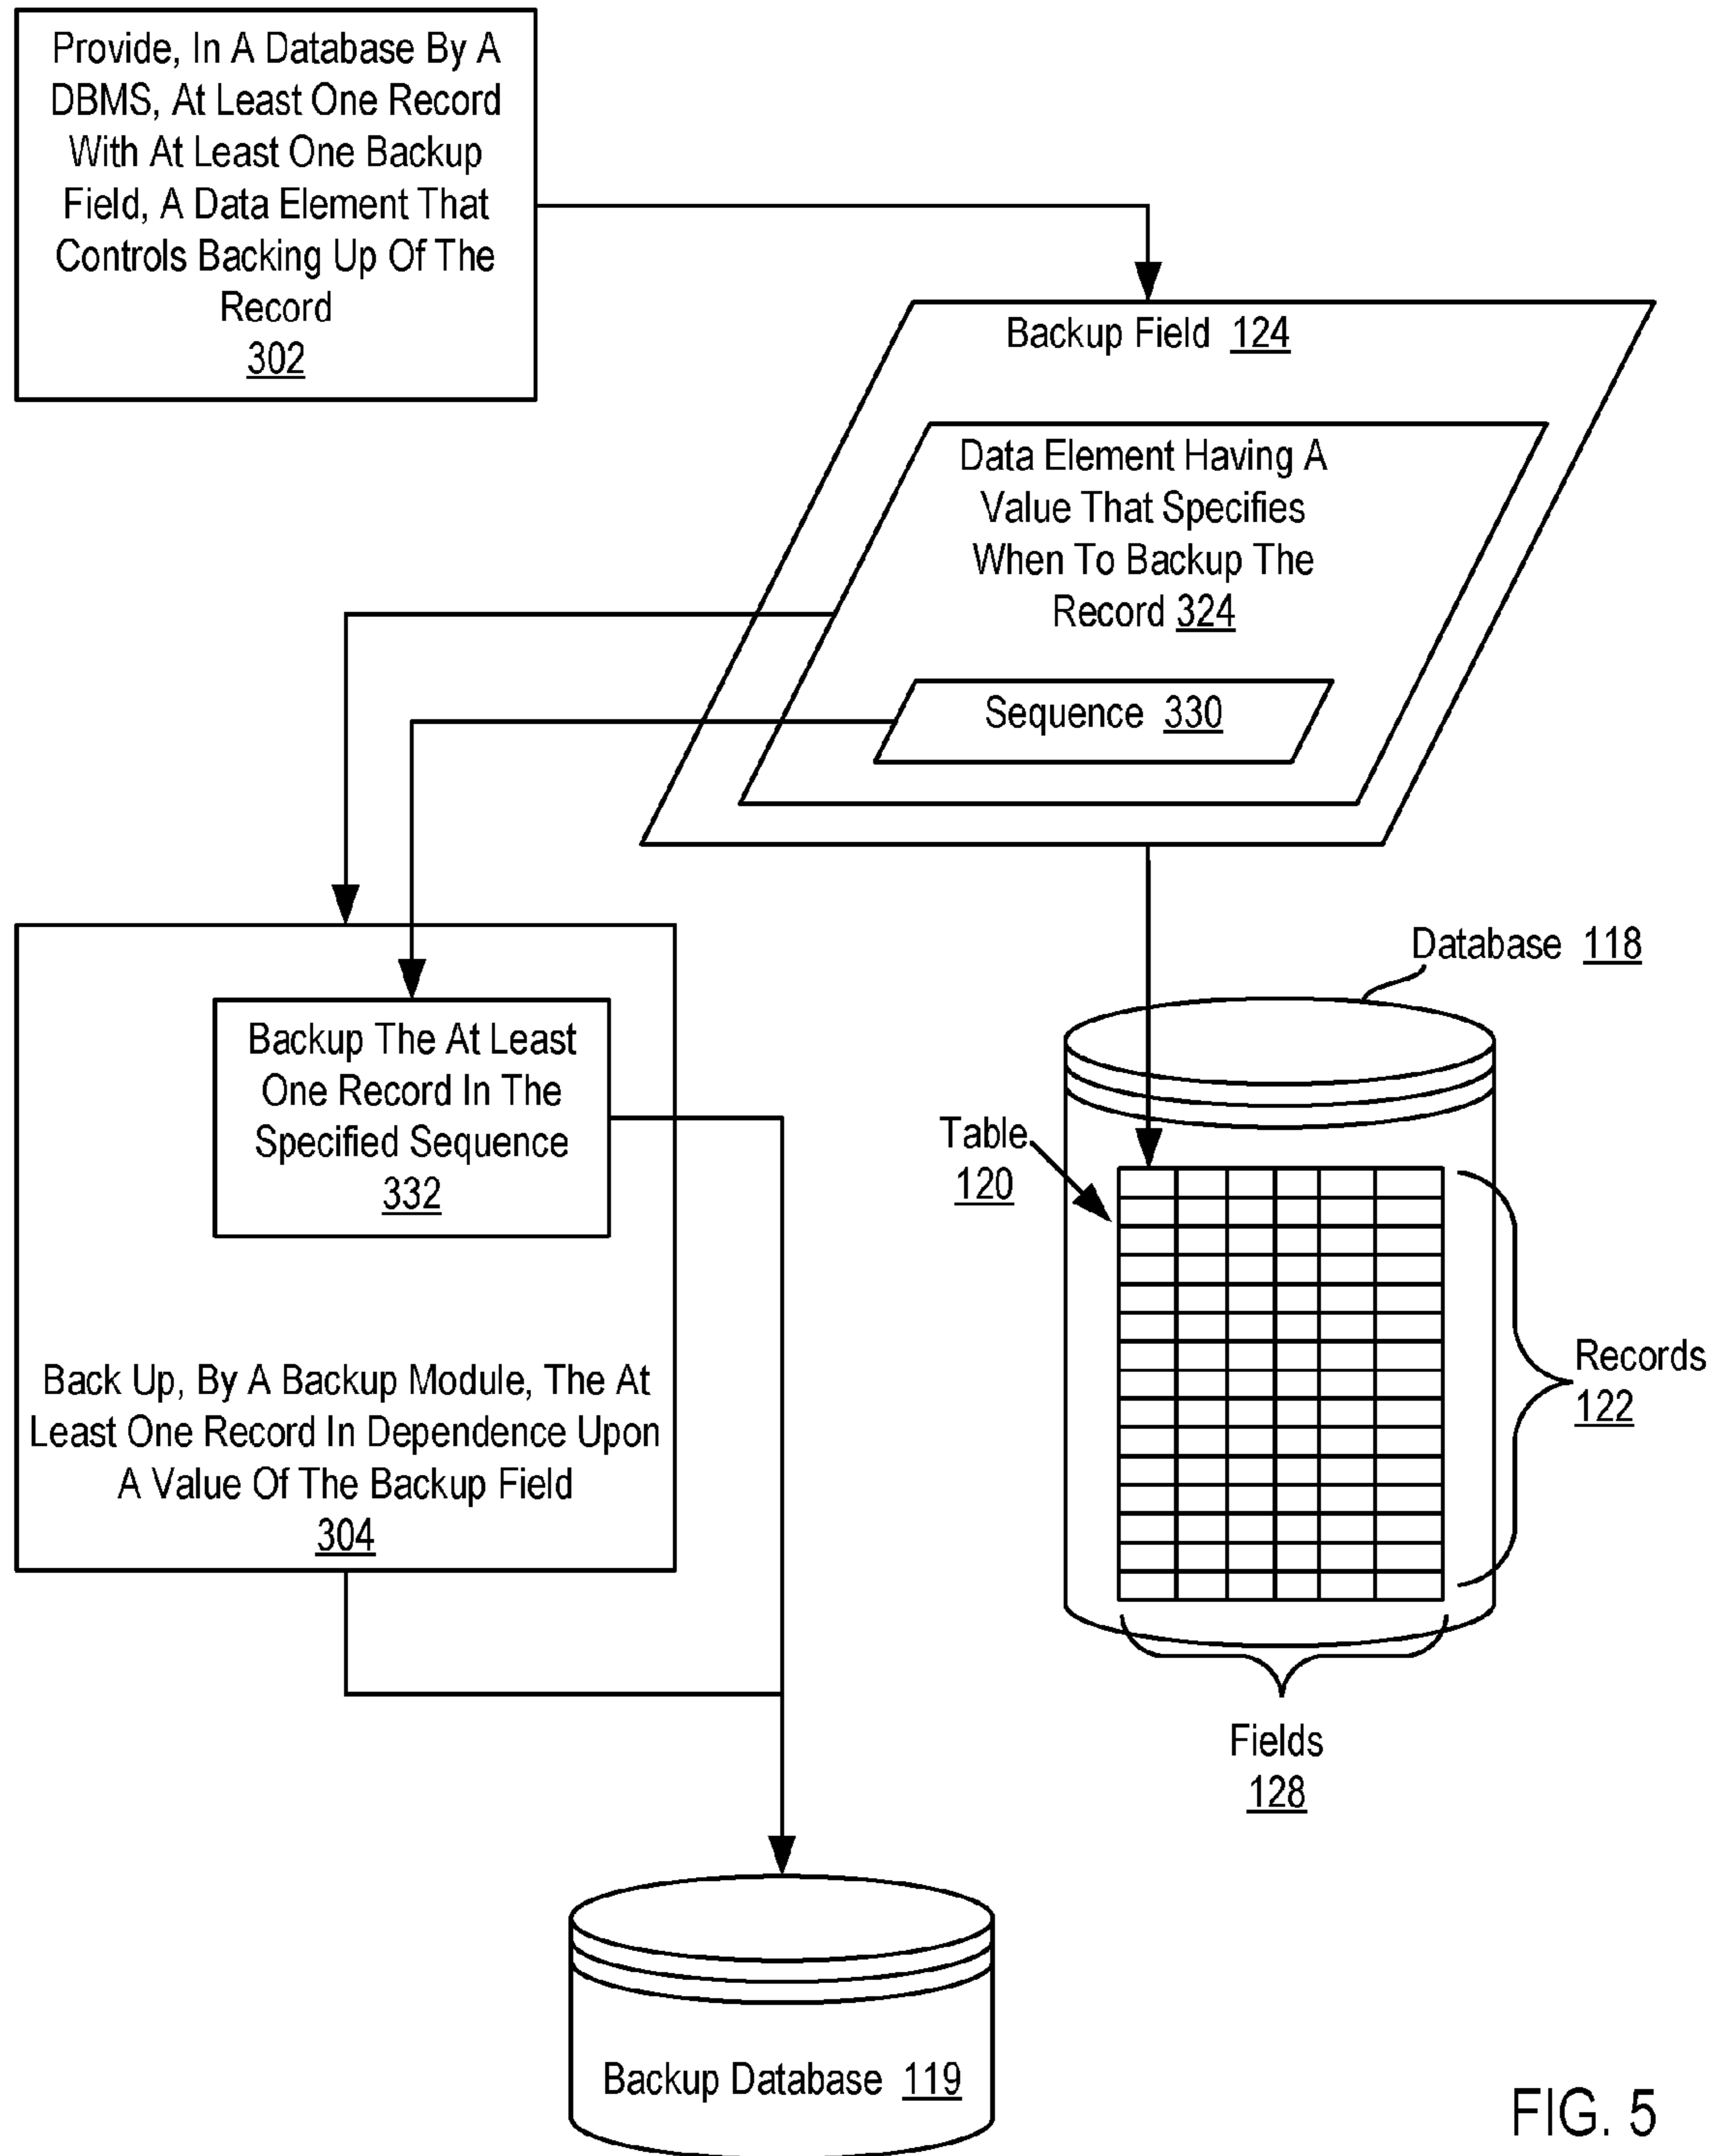 Provide, In A Database By A
DBMS, At Least One Record
With At Least One Backup
Field, A Data Element That
Controls Backing Up Of The
Record
302
Backup Field 124
Data Element Having A
Value That Specifies
When To Backup The
Record 324
Sequence 330
Backup The At Least
One Record In The
Specified Sequence
332
Back Up, By A Backup Module, The At
Least One Record In Dependence Upon
A Value Of The Backup Field
304
Database 118
Table
120
Records
122
Fields
128
Backup Database 119
FIG. 5